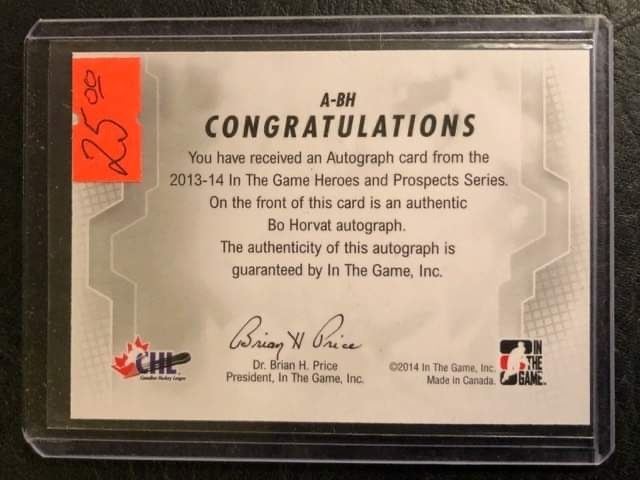 25.00
A-BH
CONGRATULATIONS
You have received an Autograph card from the
2013-14 In The Game Heroes and Prospects Series.
On the front of this card is an authentic
Bo Horvat autograph.
The authenticity of this autograph is
guaranteed by In The Game, Inc.
Brian H Price
Dr. Brian H. Price
President, In The Game, Inc.
CHL
Canadian Hockey League
©2014 In The Game, Inc.
Made in Canada.
IN
THE
GAME.